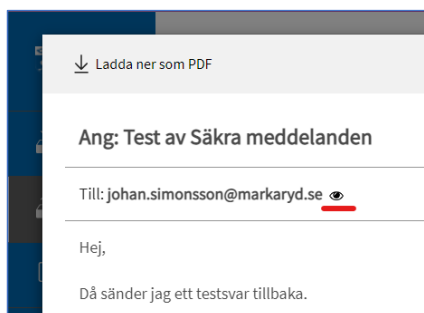 Ladda ner som PDF
Ang: Test av Säkra meddelanden
Till: johan.simonsson@markaryd.se
Hej,
Då sänder jag ett testsvar tillbaka.